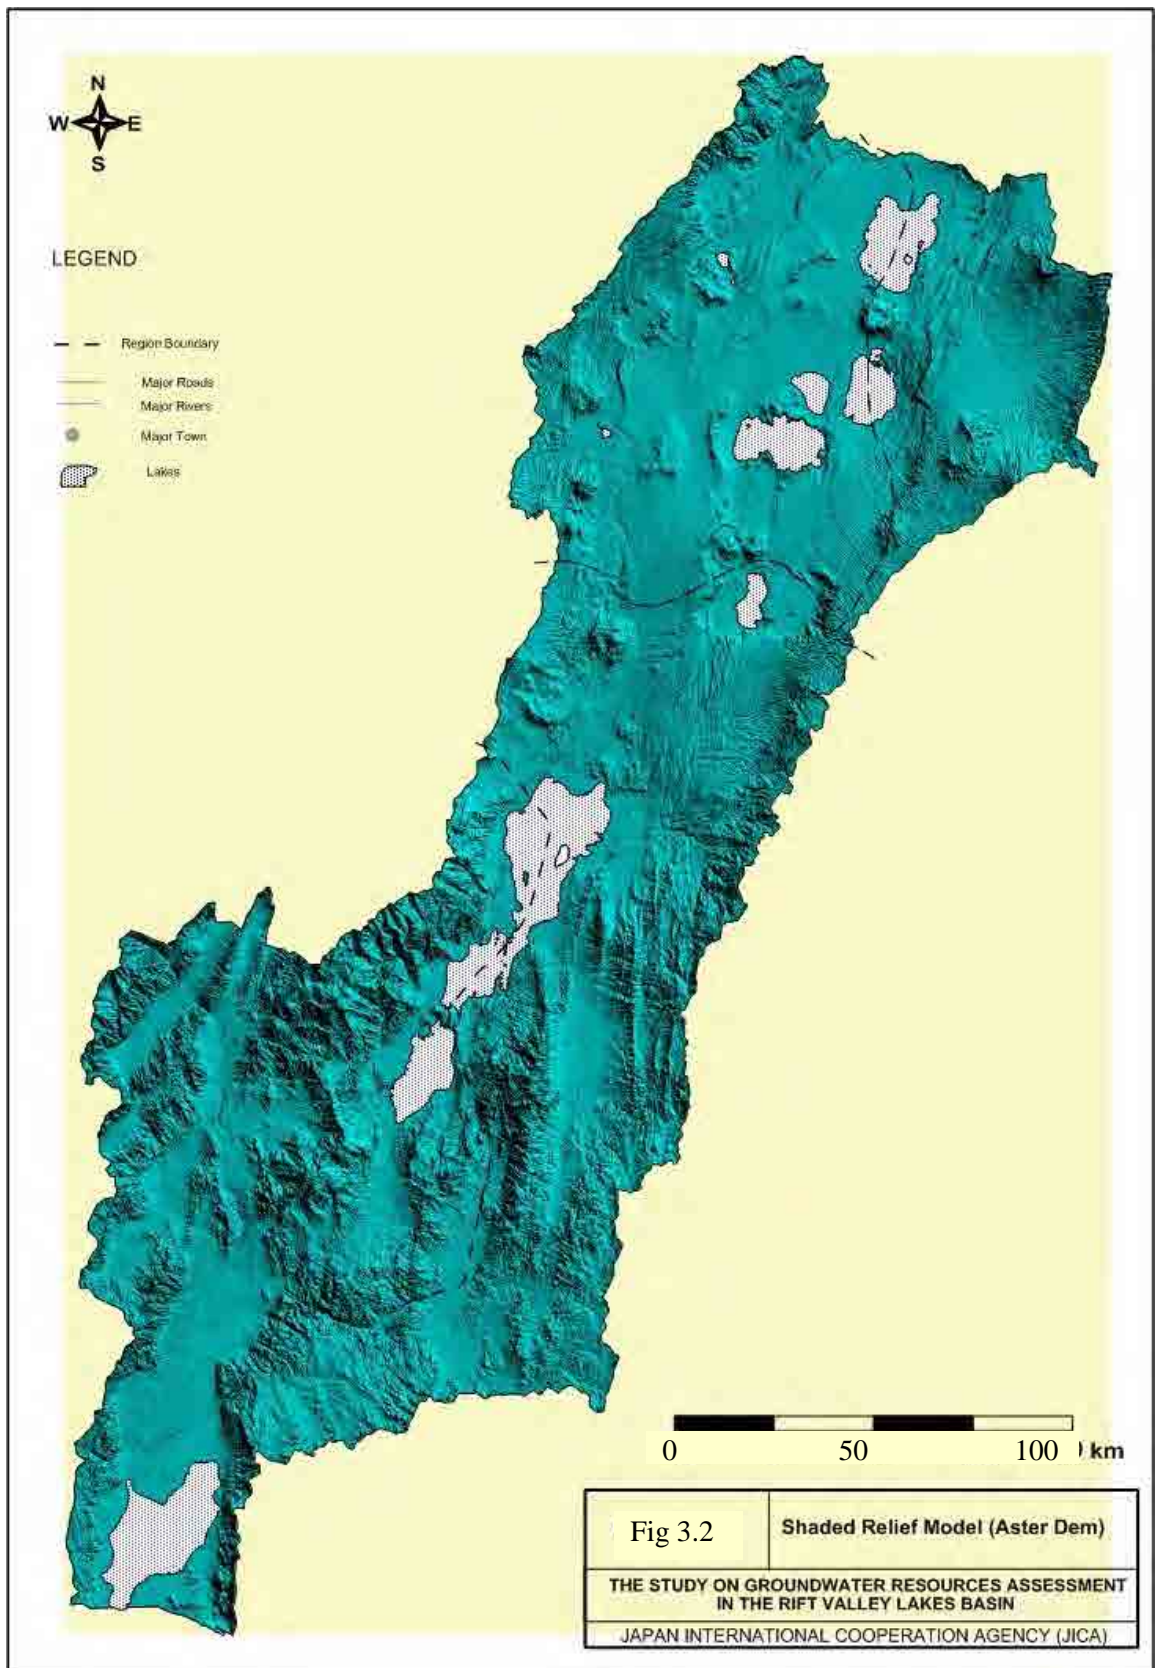 N
W E
S
LEGEND
Region Boundary
Major Roads
Major Rivers
Major Town
Lakes
0 50 100 km
Fig 3.2
Shaded Relief Model (Aster Dem)
THE STUDY ON GROUNDWATER RESOURCES ASSESSMENT
IN THE RIFT VALLEY LAKES BASIN
JAPAN INTERNATIONAL COOPERATION AGENCY (JICA)